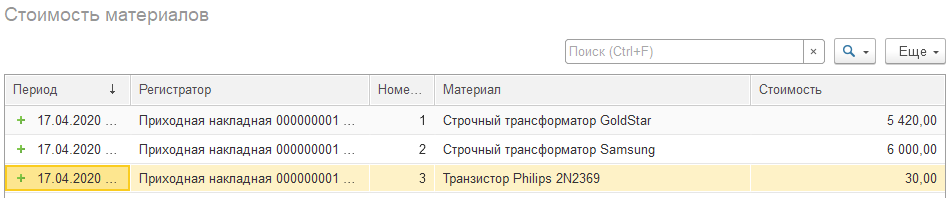 Стоимость материалов
Поиск (Ctrl+F) × Еще
Период ↓ Регистратор Номе... Материал Стоимость
+ 17.04.2020 ... Приходная накладная 000000001 ... 1 Строчный трансформатор GoldStar 5 420,00
+ 17.04.2020 ... Приходная накладная 000000001 ... 2 Строчный трансформатор Samsung 6 000,00
+ 17.04.2020 ... Приходная накладная 000000001 ... 3 Транзистор Philips 2N2369 30,00